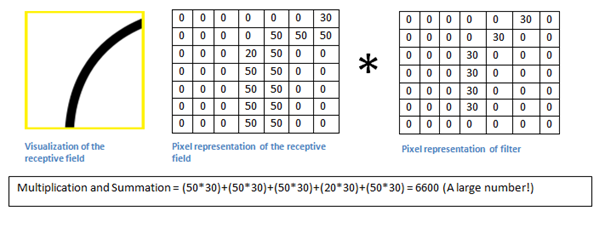 0 0 0 0 0 0 30
0 0 0 0 50 50 50
0 0 0 20 50 0 0
0 0 0 50 50 0 0
0 0 0 50 50 0 0
0 0 0 50 50 0 0
0 0 0 50 50 0 0
*
0 0 0 0 0 30 0
0 0 0 0 30 0 0
0 0 0 30 0 0 0
0 0 0 30 0 0 0
0 0 0 30 0 0 0
0 0 0 30 0 0 0
0 0 0 0 0 0 0
Visualization of the
receptive field
Pixel representation of the receptive
field
Pixel representation of filter
Multiplication and Summation = (50*30)+(50*30)+(50*30)+(20*30)+(50*30) = 6600 (A large number!)